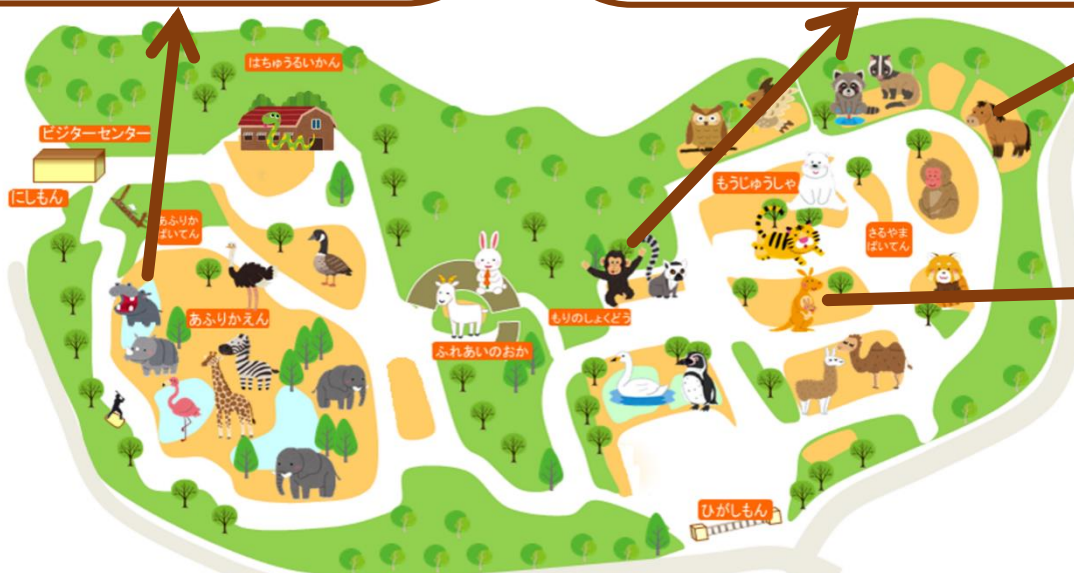 はちゅうるいかん
ビジターセンター
にしもん
あふりか
ばいてん
あふりかえん
ふれあいのおか
もりのしょくどう
もうじゅうしゃ
さるやま
ばいてん
ひがしもん